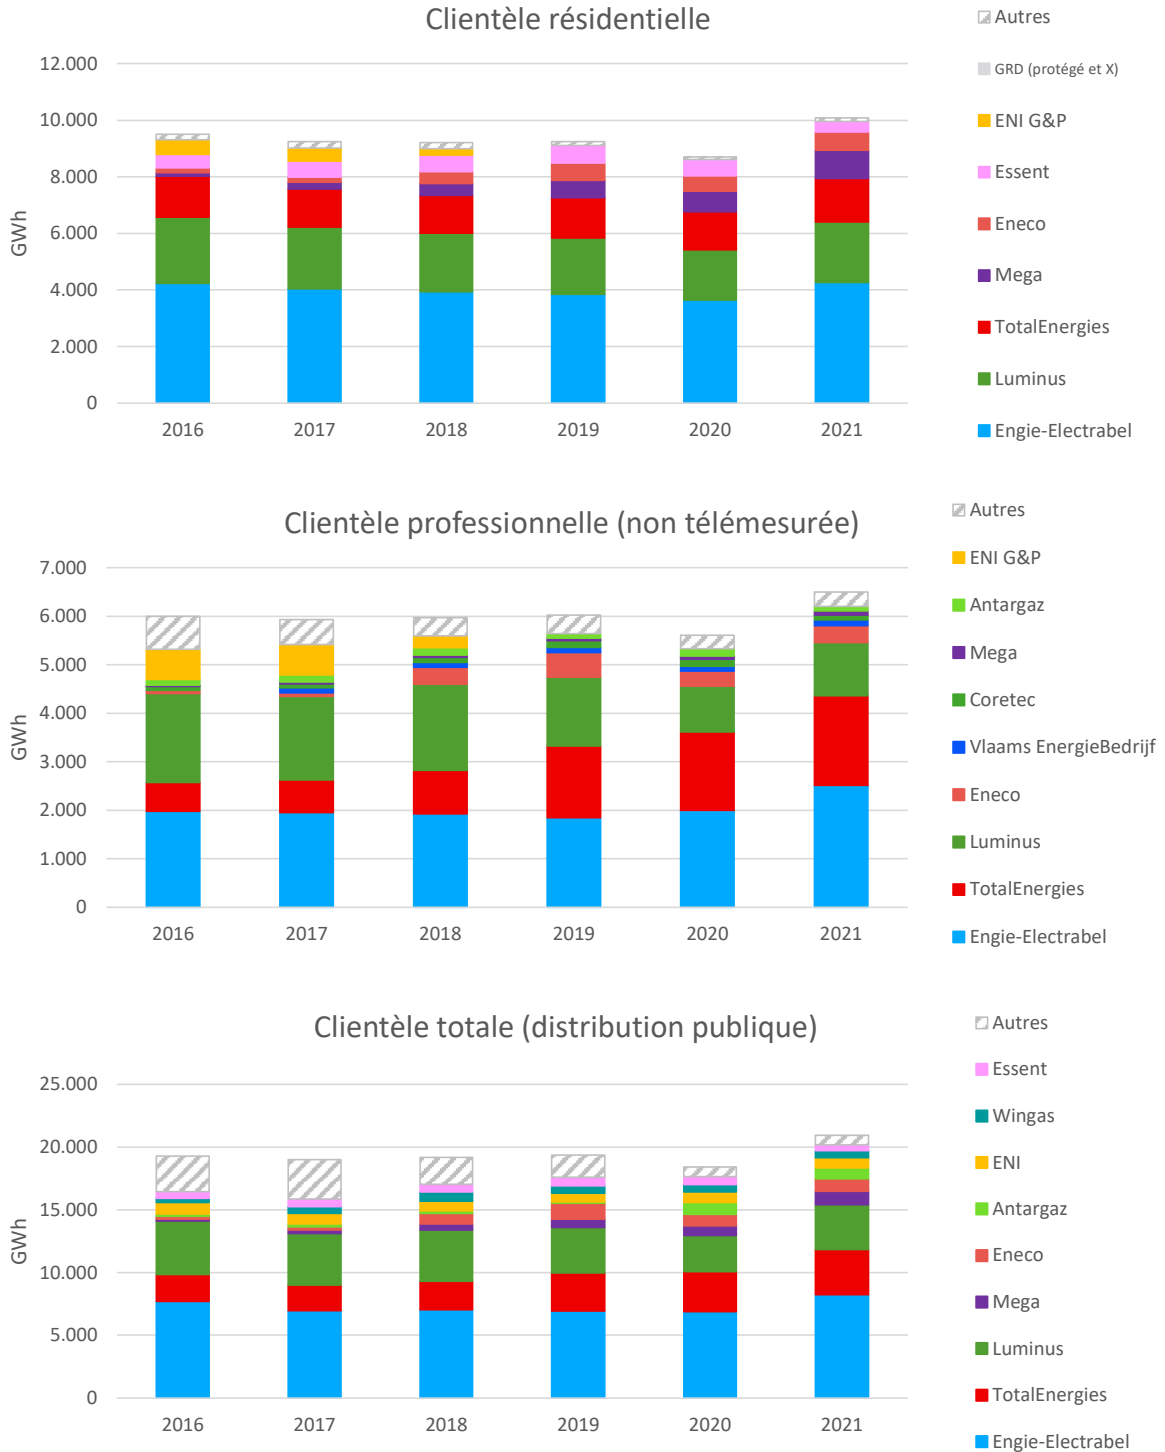 Clientèle résidentielle
GWh
12.000
10.000
8.000
6.000
4.000
2.000
0
2016 2017 2018 2019 2020 2021
Autres
GRD (protégé et X)
ENI G&P
Essent
Eneco
Mega
TotalEnergies
Luminus
Engie-Electrabel
Clientèle professionnelle (non télémesurée)
GWh
7.000
6.000
5.000
4.000
3.000
2.000
1.000
0
2016 2017 2018 2019 2020 2021
Autres
ENI G&P
Antargaz
Mega
Coretec
Vlaams EnergieBedrijf
Eneco
Luminus
TotalEnergies
Engie-Electrabel
Clientèle totale (distribution publique)
GWh
25.000
20.000
15.000
10.000
5.000
0
2016 2017 2018 2019 2020 2021
Autres
Essent
Wingas
ENI
Antargaz
Eneco
Mega
Luminus
TotalEnergies
Engie-Electrabel